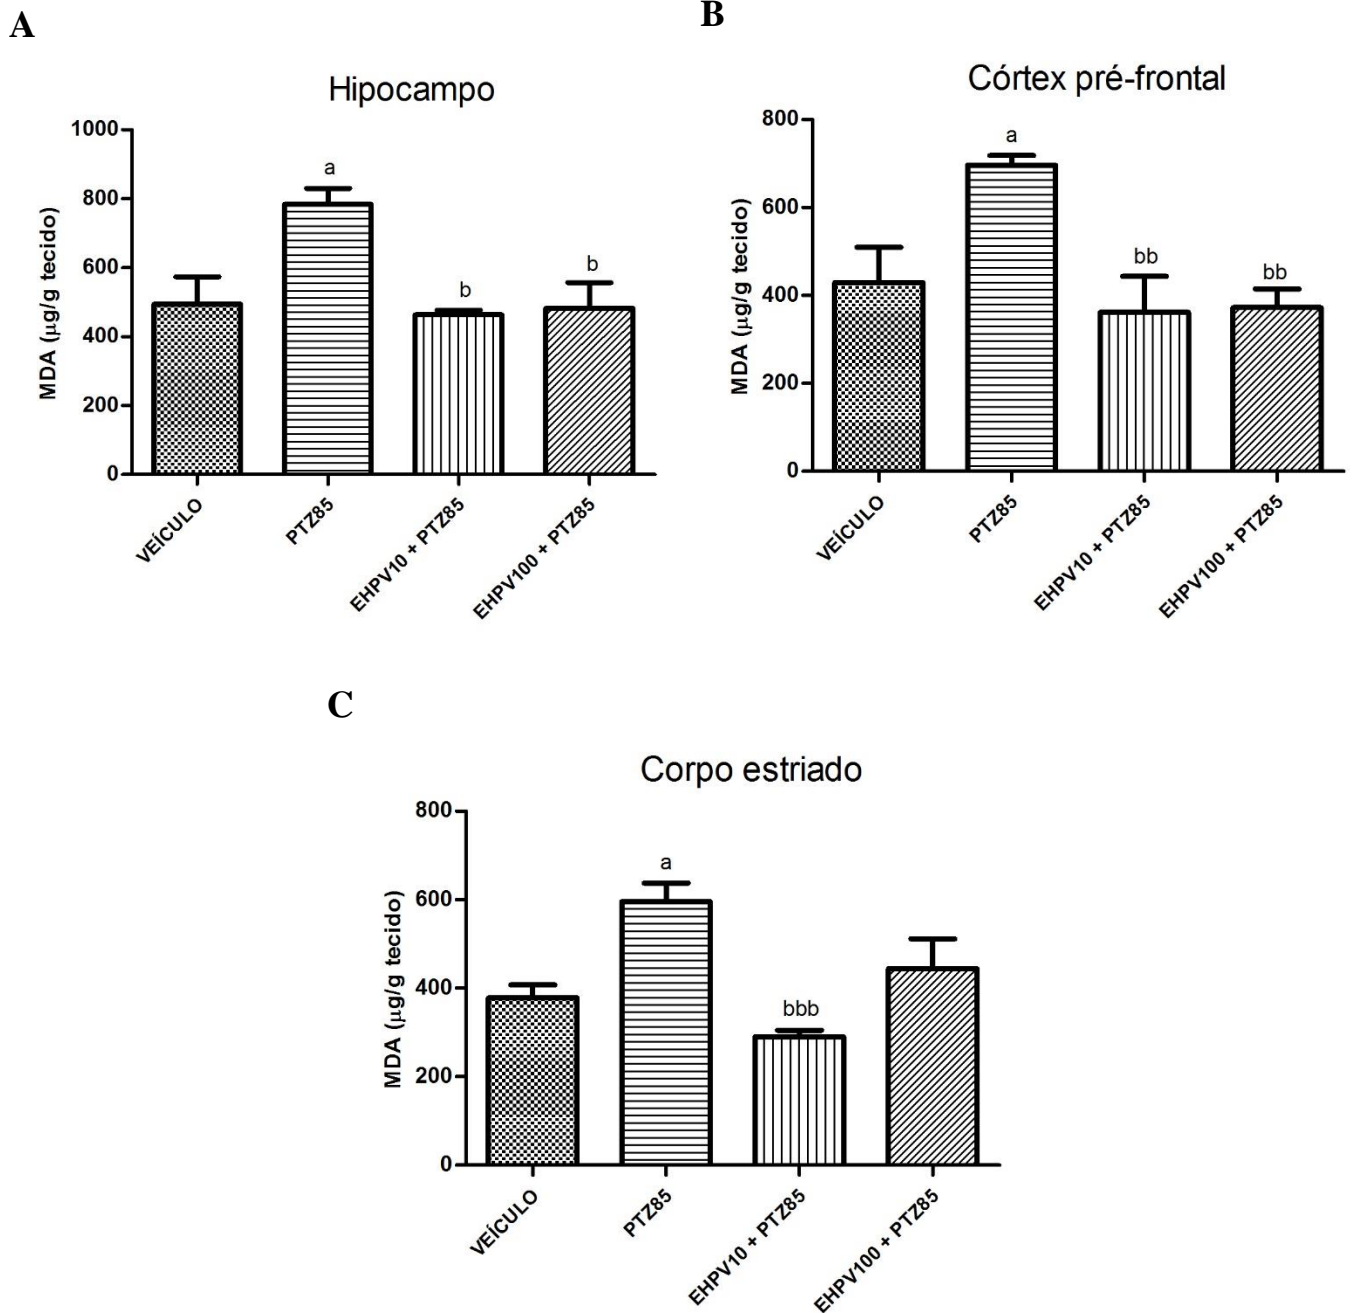 A
Hipocampo
MDA (µg/g tecido)
1000
800
600
400
200
0
a
b
b
VEÍCULO
PTZ85
EHPV10 + PTZ85
EHPV100 + PTZ85
B
Córtex pré-frontal
MDA (µg/g tecido)
800
600
400
200
0
a
bb
bb
VEÍCULO
PTZ85
EHPV10 + PTZ85
EHPV100 + PTZ85
C
Corpo estriado
MDA (µg/g tecido)
800
600
400
200
0
a
bbb
VEÍCULO
PTZ85
EHPV10 + PTZ85
EHPV100 + PTZ85